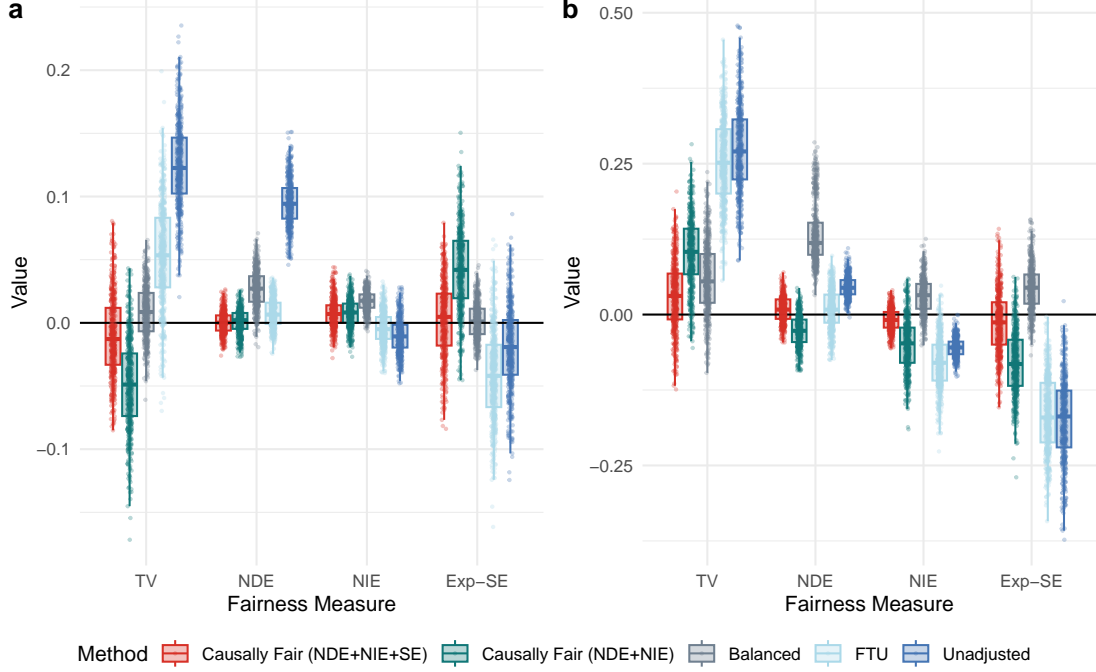 a
0.2
0.1
0.0
−0.1
Value
TV NDE NIE Exp−SE
Fairness Measure
b
0.50
0.25
0.00
−0.25
Value
TV NDE NIE Exp−SE
Fairness Measure
Method Causally Fair (NDE+NIE+SE) Causally Fair (NDE+NIE) Balanced FTU Unadjusted